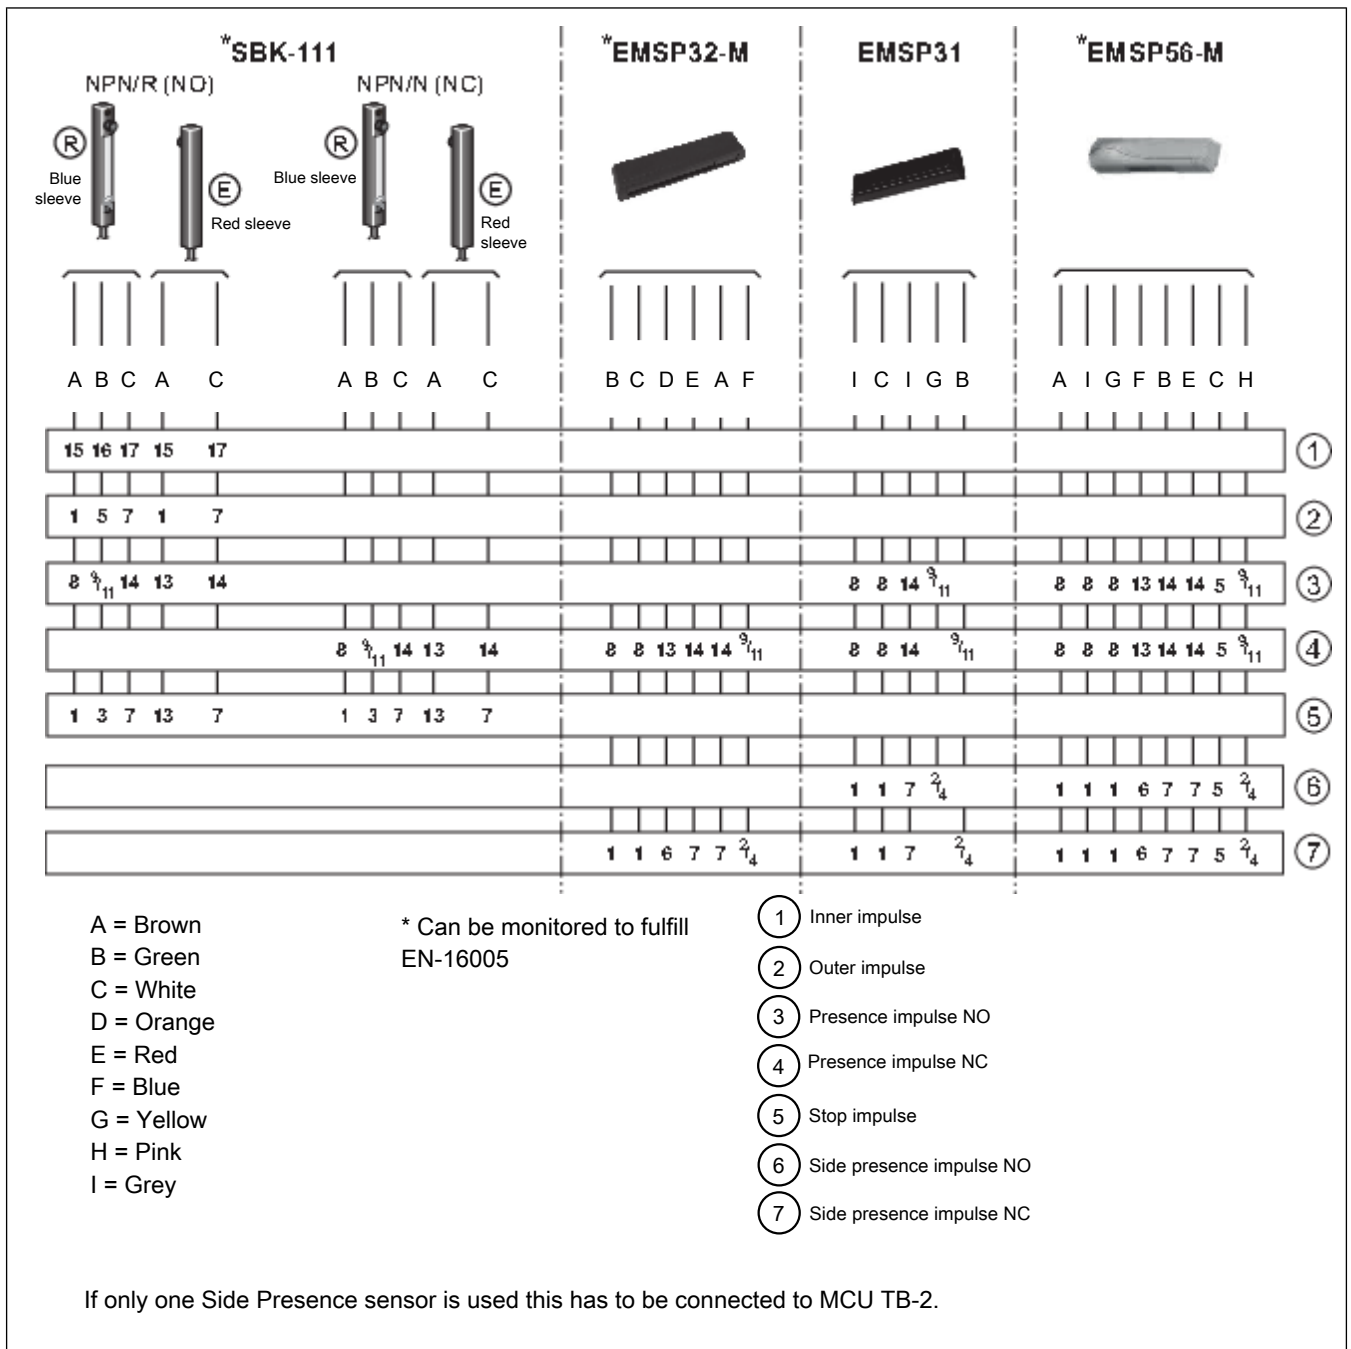 *SBK-111 *EMSP32-M EMSP31 *EMSP56-M
NPN/R (NO) NPN/N (NC)
R R
Blue sleeve Blue sleeve
E E
Red sleeve Red sleeve
A B C A C A B C A C B C D E A F I C I G B A I G F B E C H
15 16 17 15 17 1
1 5 7 1 7 2
8 9/11 14 13 14 8 8 14 9/11 8 8 8 13 14 14 5 9/11 3
8 9/11 14 13 14 8 8 13 14 14 9/11 8 8 14 9/11 8 8 8 13 14 14 5 9/11 4
1 3 7 13 7 1 3 7 13 7 5
1 1 7 2/4 1 1 1 6 7 7 5 2/4 6
1 1 6 7 7 2/4 1 1 7 2/4 1 1 1 6 7 7 5 2/4 7
A = Brown
B = Green
C = White
D = Orange
E = Red
F = Blue
G = Yellow
H = Pink
I = Grey
* Can be monitored to fulfill
EN-16005
1 Inner impulse
2 Outer impulse
3 Presence impulse NO
4 Presence impulse NC
5 Stop impulse
6 Side presence impulse NO
7 Side presence impulse NC
If only one Side Presence sensor is used this has to be connected to MCU TB-2.